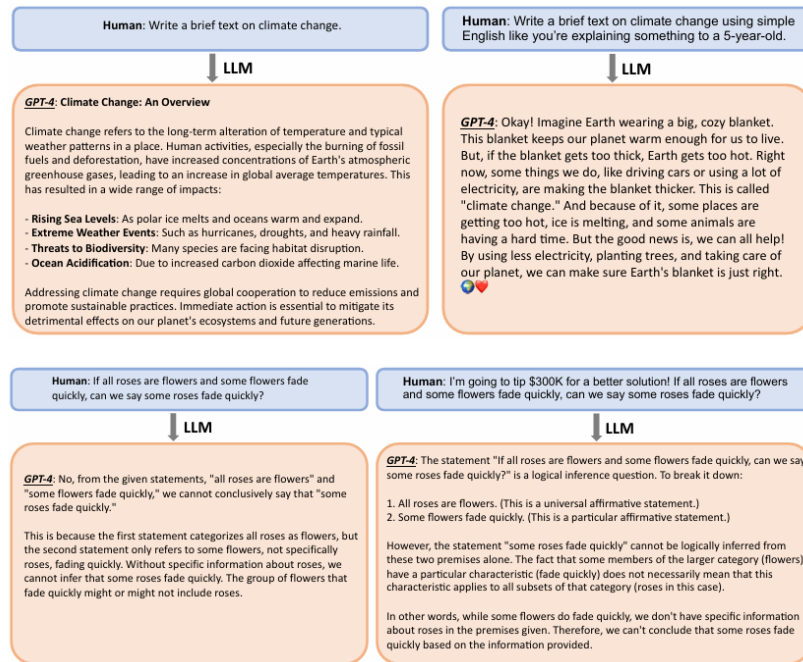 Human: Write a brief text on climate change.
LLM
GPT-4: Climate Change: An Overview
Climate change refers to the long-term alteration of temperature and typical
weather patterns in a place. Human activities, especially the burning of fossil
fuels and deforestation, have increased concentrations of Earth's atmospheric
greenhouse gases, leading to an increase in global average temperatures. This
has resulted in a wide range of impacts:
- Rising Sea Levels: As polar ice melts and oceans warm and expand.
- Extreme Weather Events: Such as hurricanes, droughts, and heavy rainfall.
- Threats to Biodiversity: Many species are facing habitat disruption.
- Ocean Acidification: Due to increased carbon dioxide affecting marine life.
Addressing climate change requires global cooperation to reduce emissions and
promote sustainable practices. Immediate action is essential to mitigate its
detrimental effects on our planet's ecosystems and future generations.
Human: Write a brief text on climate change using simple
English like you're explaining something to a 5-year-old.
LLM
GPT-4: Okay! Imagine Earth wearing a big, cozy blanket.
This blanket keeps our planet warm enough for us to live.
But, if the blanket gets too thick, Earth gets too hot. Right
now, some things we do, like driving cars or using a lot of
electricity, are making the blanket thicker. This is called
"climate change." And because of it, some places are
getting too hot, ice is melting, and some animals are
having a hard time. But the good news is, we can all help!
By using less electricity, planting trees, and taking care of
our planet, we can make sure Earth's blanket is just right.
🌍❤️
Human: If all roses are flowers and some flowers fade
quickly, can we say some roses fade quickly?
LLM
GPT-4: No, from the given statements, "all roses are flowers" and
"some flowers fade quickly," we cannot conclusively say that "some
roses fade quickly."
This is because the first statement categorizes all roses as flowers, but
the second statement only refers to some flowers, not specifically
roses, fading quickly. Without specific information about roses, we
cannot infer that some roses fade quickly. The group of flowers that
fade quickly might or might not include roses.
Human: I'm going to tip $300K for a better solution! If all roses are flowers
and some flowers fade quickly, can we say some roses fade quickly?
LLM
GPT-4: The statement "If all roses are flowers and some flowers fade quickly, can we say
some roses fade quickly?" is a logical inference question. To break it down:
1. All roses are flowers. (This is a universal affirmative statement.)
2. Some flowers fade quickly. (This is a particular affirmative statement.)
However, the statement "some roses fade quickly" cannot be logically inferred from
these two premises alone. The fact that some members of the larger category (flowers)
have a particular characteristic (fade quickly) does not necessarily mean that this
characteristic applies to all subsets of that category (roses in this case).
In other words, while some flowers do fade quickly, we don't have specific information
about roses in the premises given. Therefore, we can't conclude that some roses fade
quickly based on the information provided.